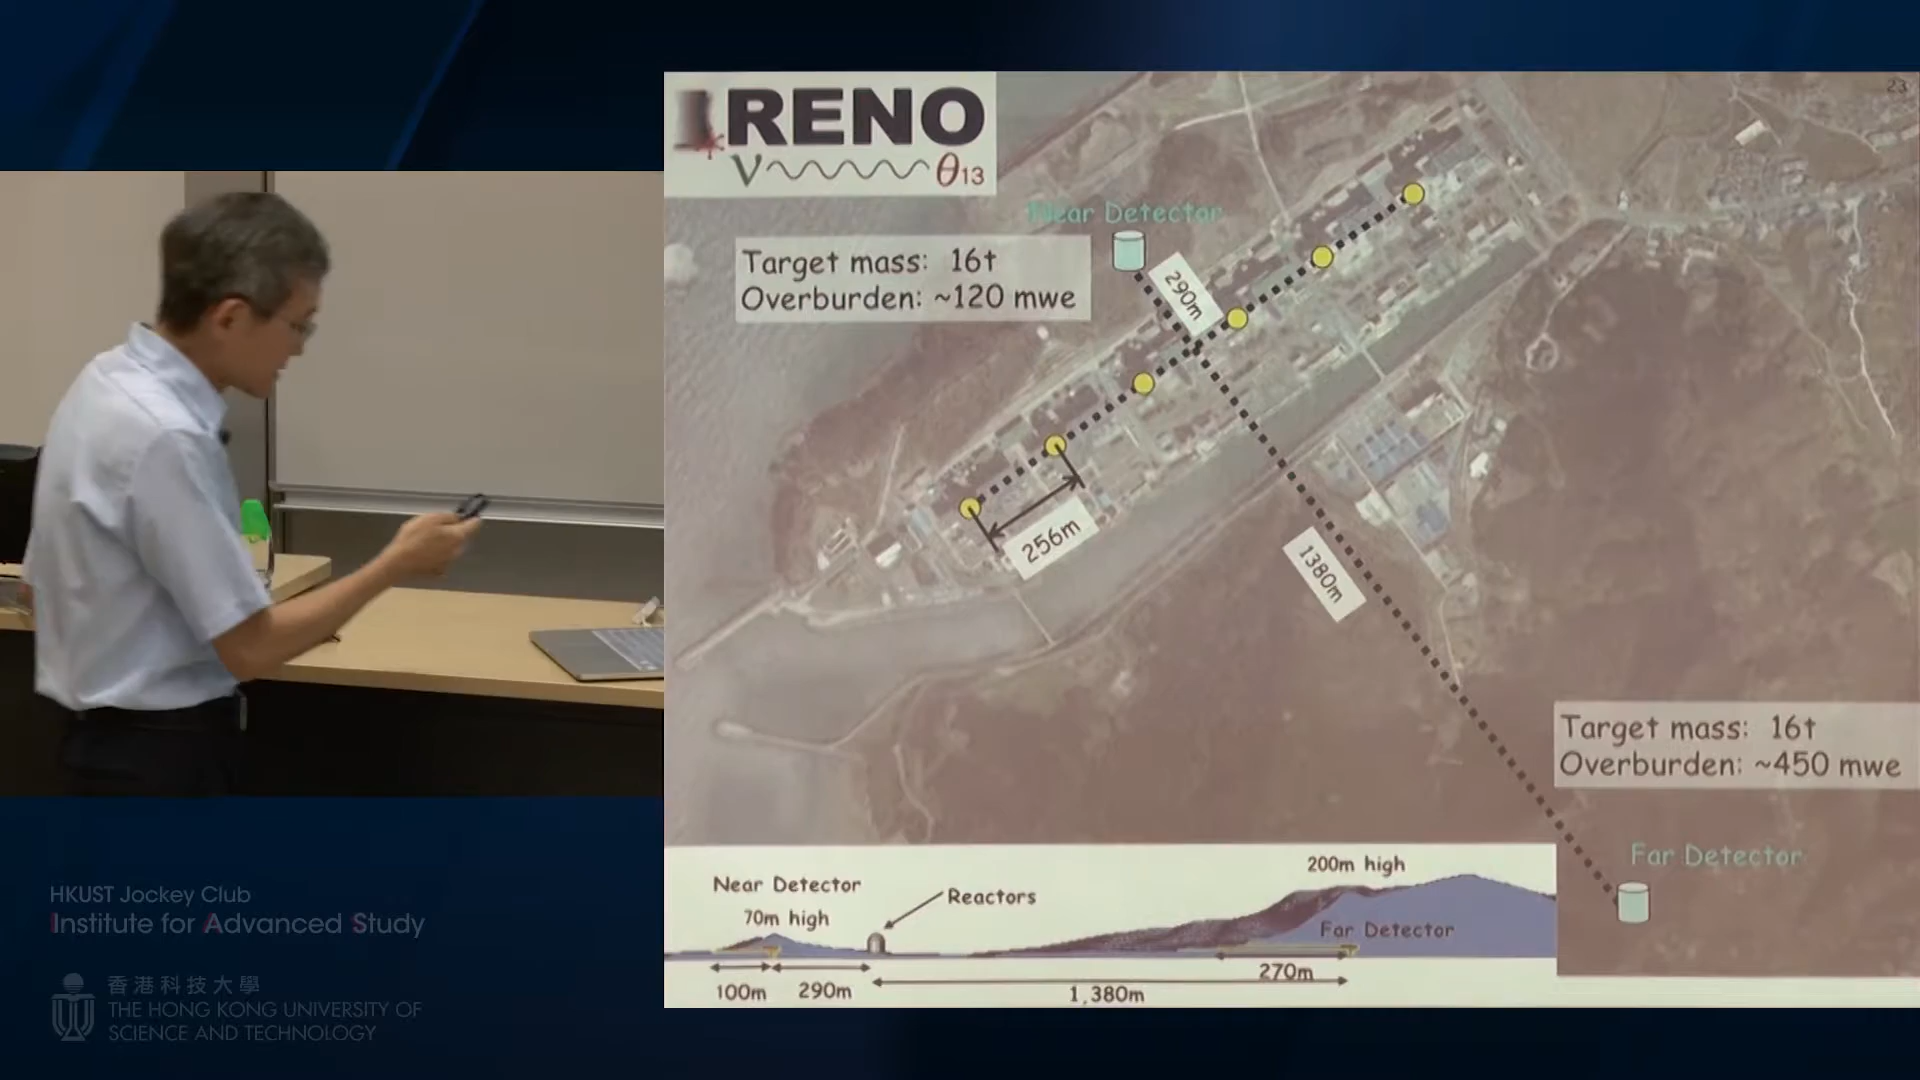 23
RENO
ν θ13
Near Detector
Target mass: 16t
Overburden: ~120 mwe
290m
256m
1380m
Target mass: 16t
Overburden: ~450 mwe
Far Detector
200m high
Near Detector
70m high
Reactors
Far Detector
270m
100m 290m
1,380m
HKUST Jockey Club
Institute for Advanced Study
香港科技大學
THE HONG KONG UNIVERSITY OF
SCIENCE AND TECHNOLOGY